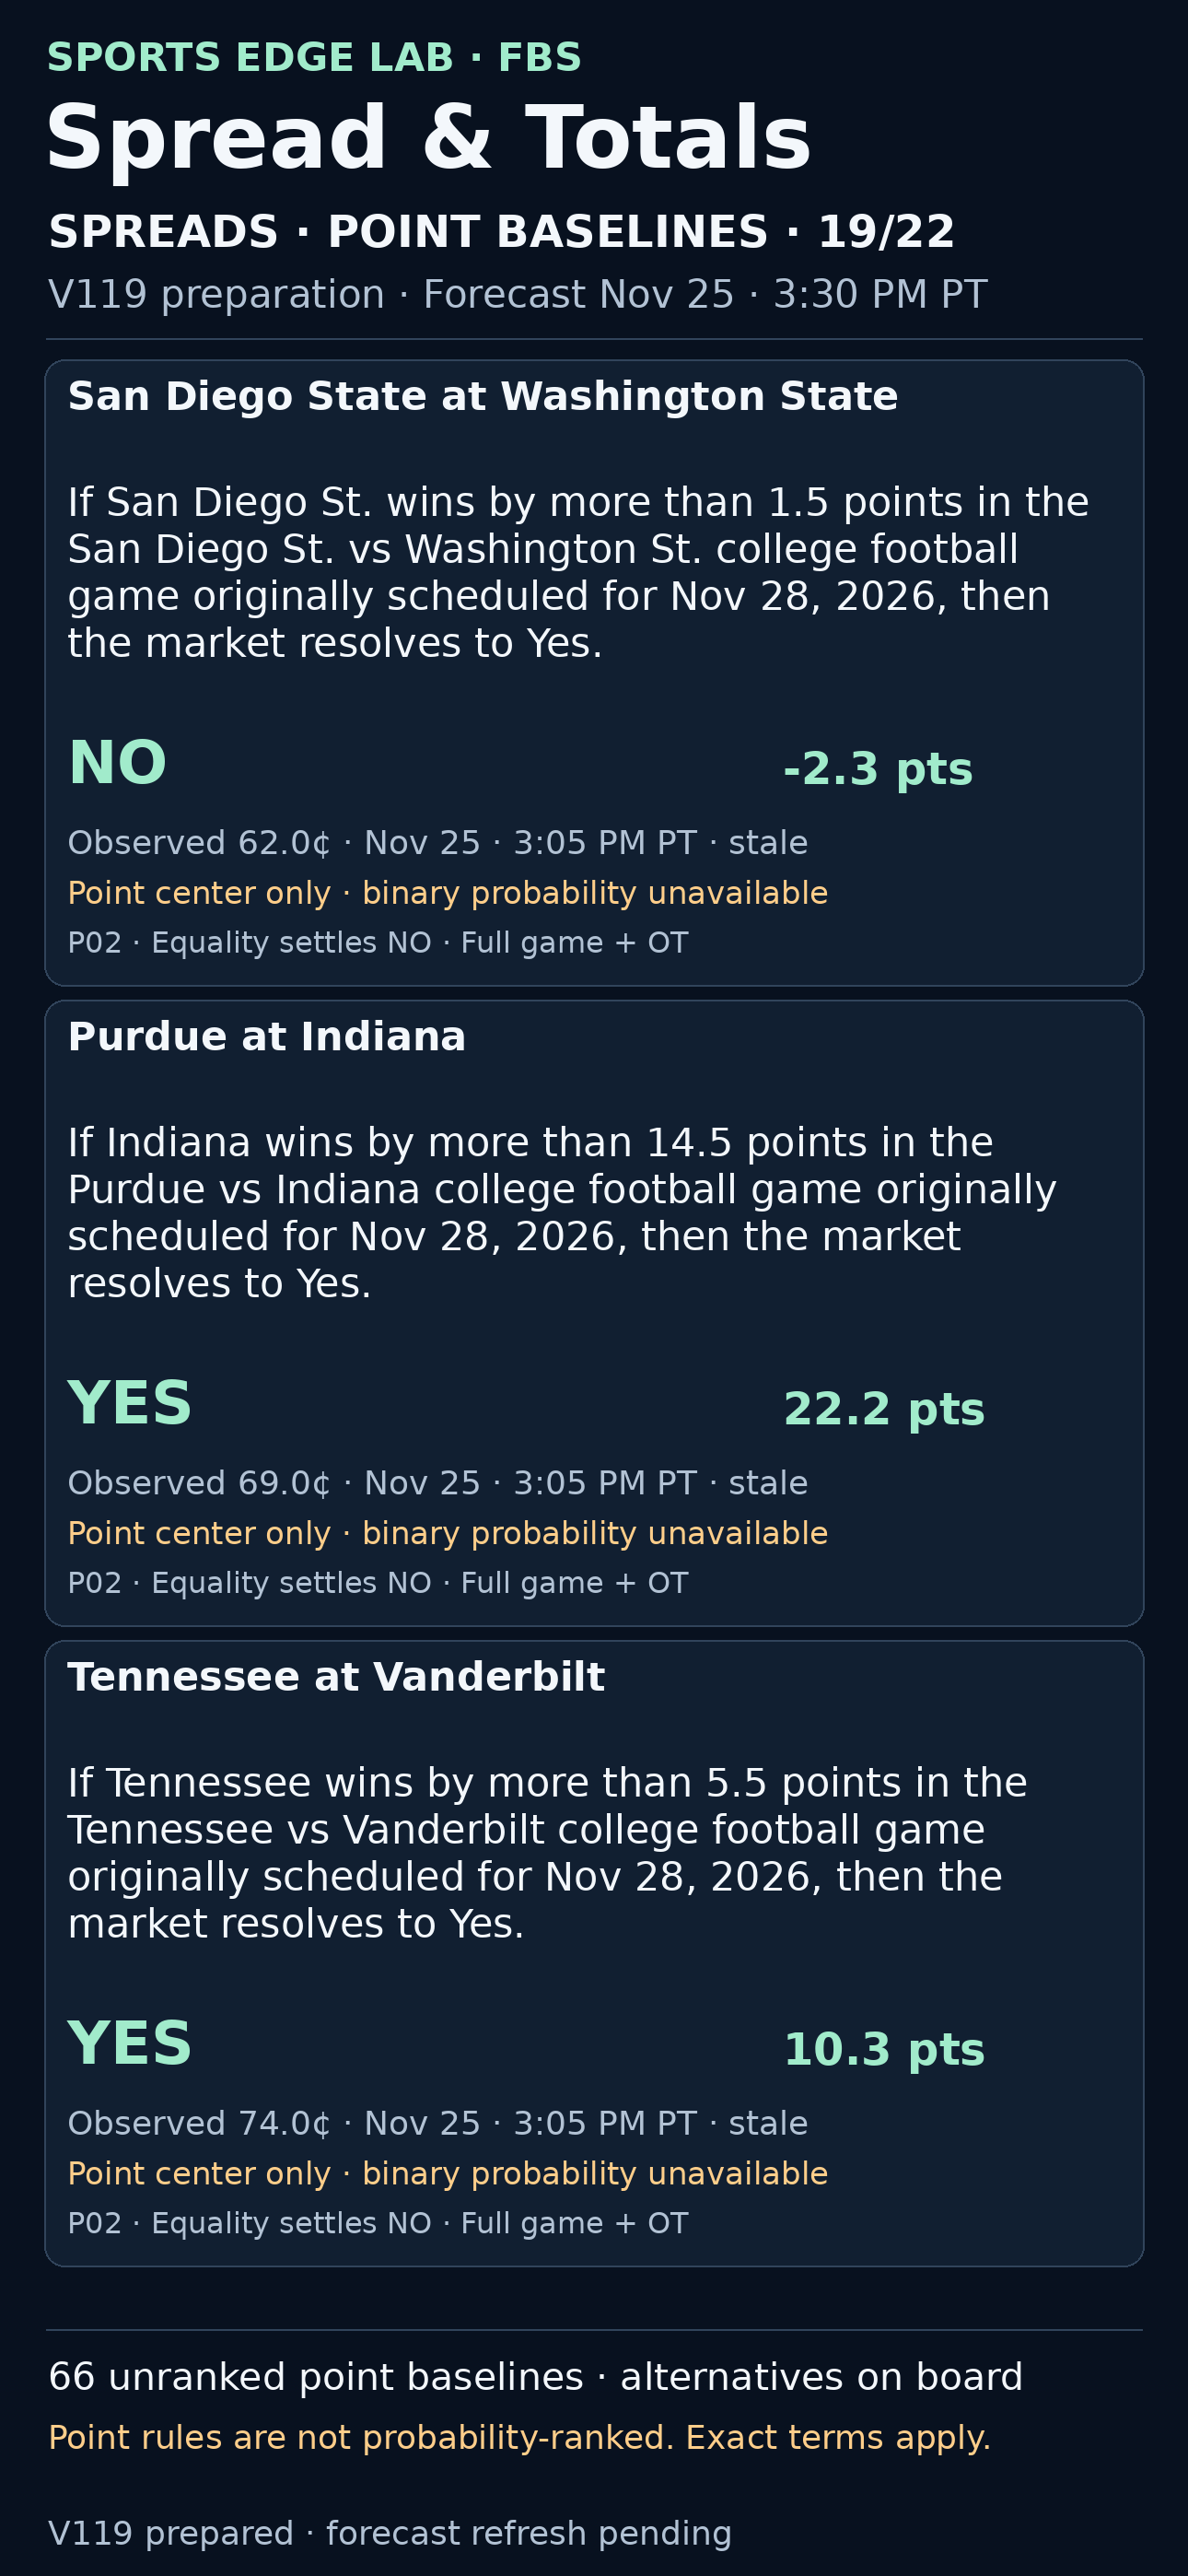 SPORTS EDGE LAB · FBS
Spread & Totals
SPREADS · POINT BASELINES · 19/22
V119 preparation · Forecast Nov 25 · 3:30 PM PT
San Diego State at Washington State
If San Diego St. wins by more than 1.5 points in the
San Diego St. vs Washington St. college football
game originally scheduled for Nov 28, 2026, then
the market resolves to Yes.
NO -2.3 pts
Observed 62.0¢ · Nov 25 · 3:05 PM PT · stale
Point center only · binary probability unavailable
P02 · Equality settles NO · Full game + OT
Purdue at Indiana
If Indiana wins by more than 14.5 points in the
Purdue vs Indiana college football game originally
scheduled for Nov 28, 2026, then the market
resolves to Yes.
YES 22.2 pts
Observed 69.0¢ · Nov 25 · 3:05 PM PT · stale
Point center only · binary probability unavailable
P02 · Equality settles NO · Full game + OT
Tennessee at Vanderbilt
If Tennessee wins by more than 5.5 points in the
Tennessee vs Vanderbilt college football game
originally scheduled for Nov 28, 2026, then the
market resolves to Yes.
YES 10.3 pts
Observed 74.0¢ · Nov 25 · 3:05 PM PT · stale
Point center only · binary probability unavailable
P02 · Equality settles NO · Full game + OT
66 unranked point baselines · alternatives on board
Point rules are not probability-ranked. Exact terms apply.
V119 prepared · forecast refresh pending